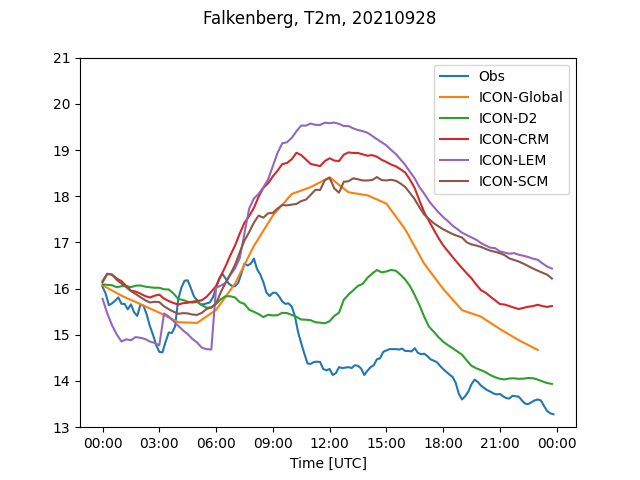 Falkenberg, T2m, 20210928
21
20
19
18
17
16
15
14
13
Obs
ICON-Global
ICON-D2
ICON-CRM
ICON-LEM
ICON-SCM
00:00 03:00 06:00 09:00 12:00 15:00 18:00 21:00 00:00
Time [UTC]